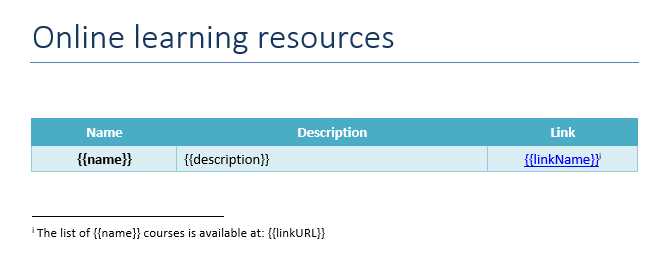 Online learning resources
Name Description Link
{{name}} {{description}} {{linkName}}i
i The list of {{name}} courses is available at: {{linkURL}}